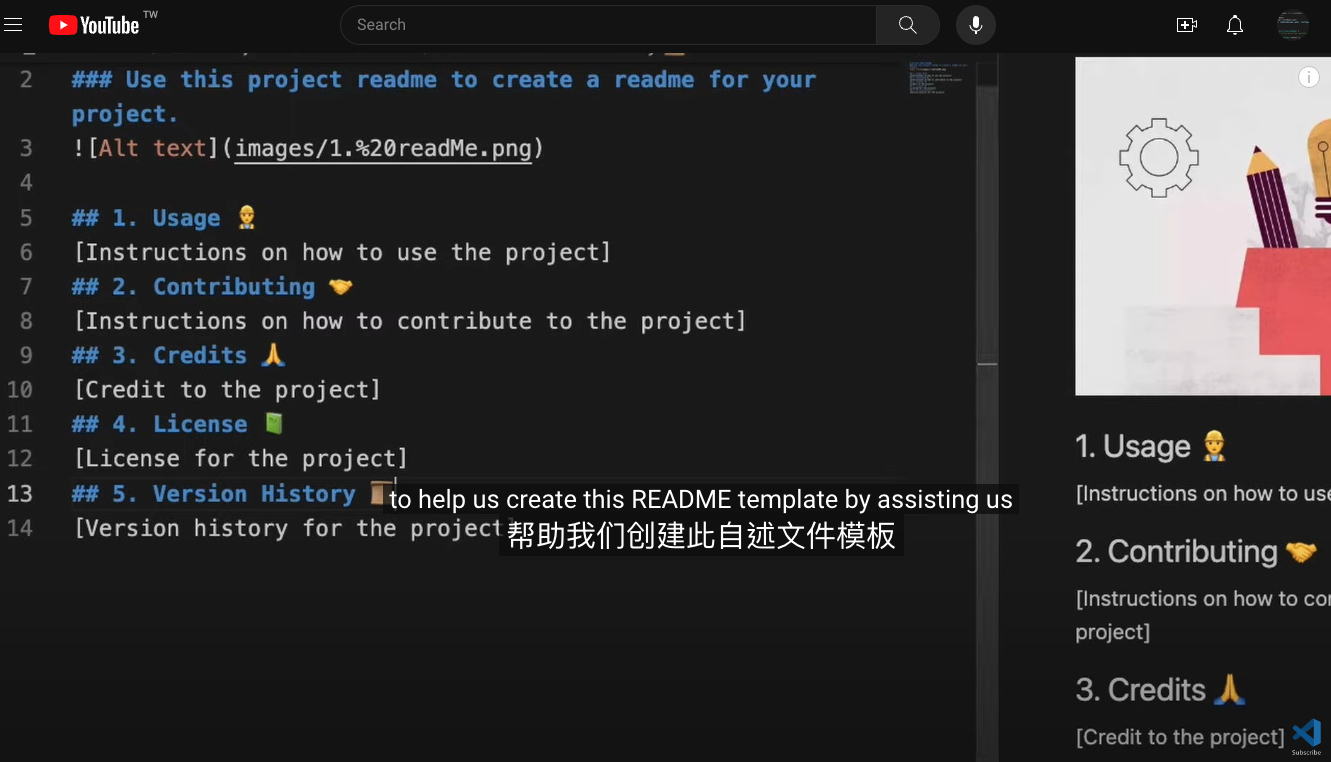 YouTube TW
Search
2 ### Use this project readme to create a readme for your
project.
3 ![Alt text](images/1.%20readMe.png)
4
5 ## 1. Usage 👷
6 [Instructions on how to use the project]
7 ## 2. Contributing 🤝
8 [Instructions on how to contribute to the project]
9 ## 3. Credits 🙏
10 [Credit to the project]
11 ## 4. License 📗
12 [License for the project]
13 ## 5. Version History
14 [Version history for the project]
to help us create this README template by assisting us
帮助我们创建此自述文件模板
1. Usage 👷
[Instructions on how to use
2. Contributing 🤝
[Instructions on how to
project]
3. Credits 🙏
[Credit to the project]
Subscribe